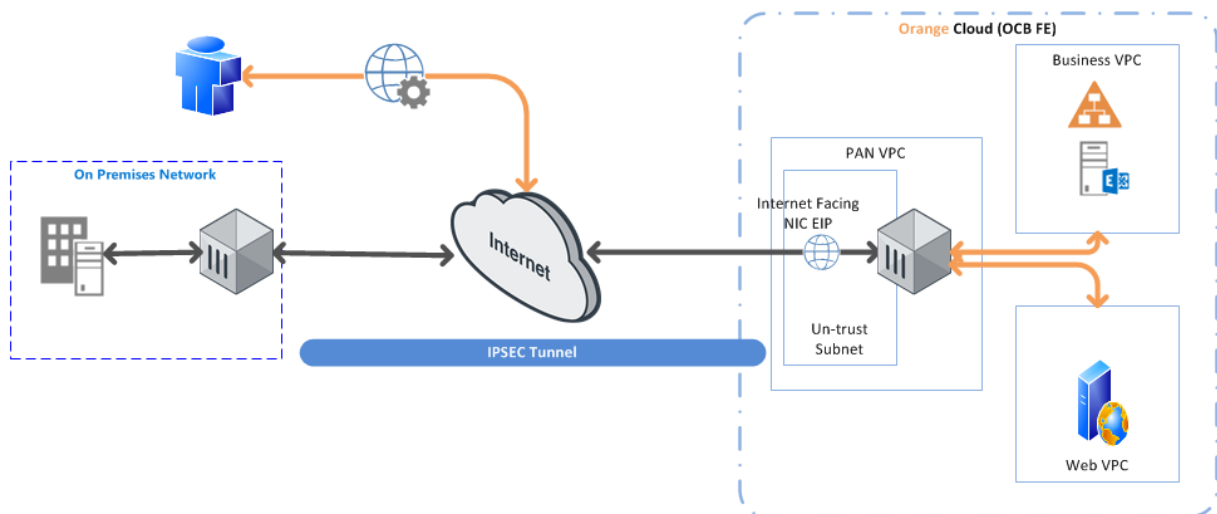 Orange Cloud (OCB FE)
Business VPC
PAN VPC
On Premises Network
Internet Facing
NIC EIP
Internet
E
Un-trust
Subnet
IPSEC Tunnel
Web VPC